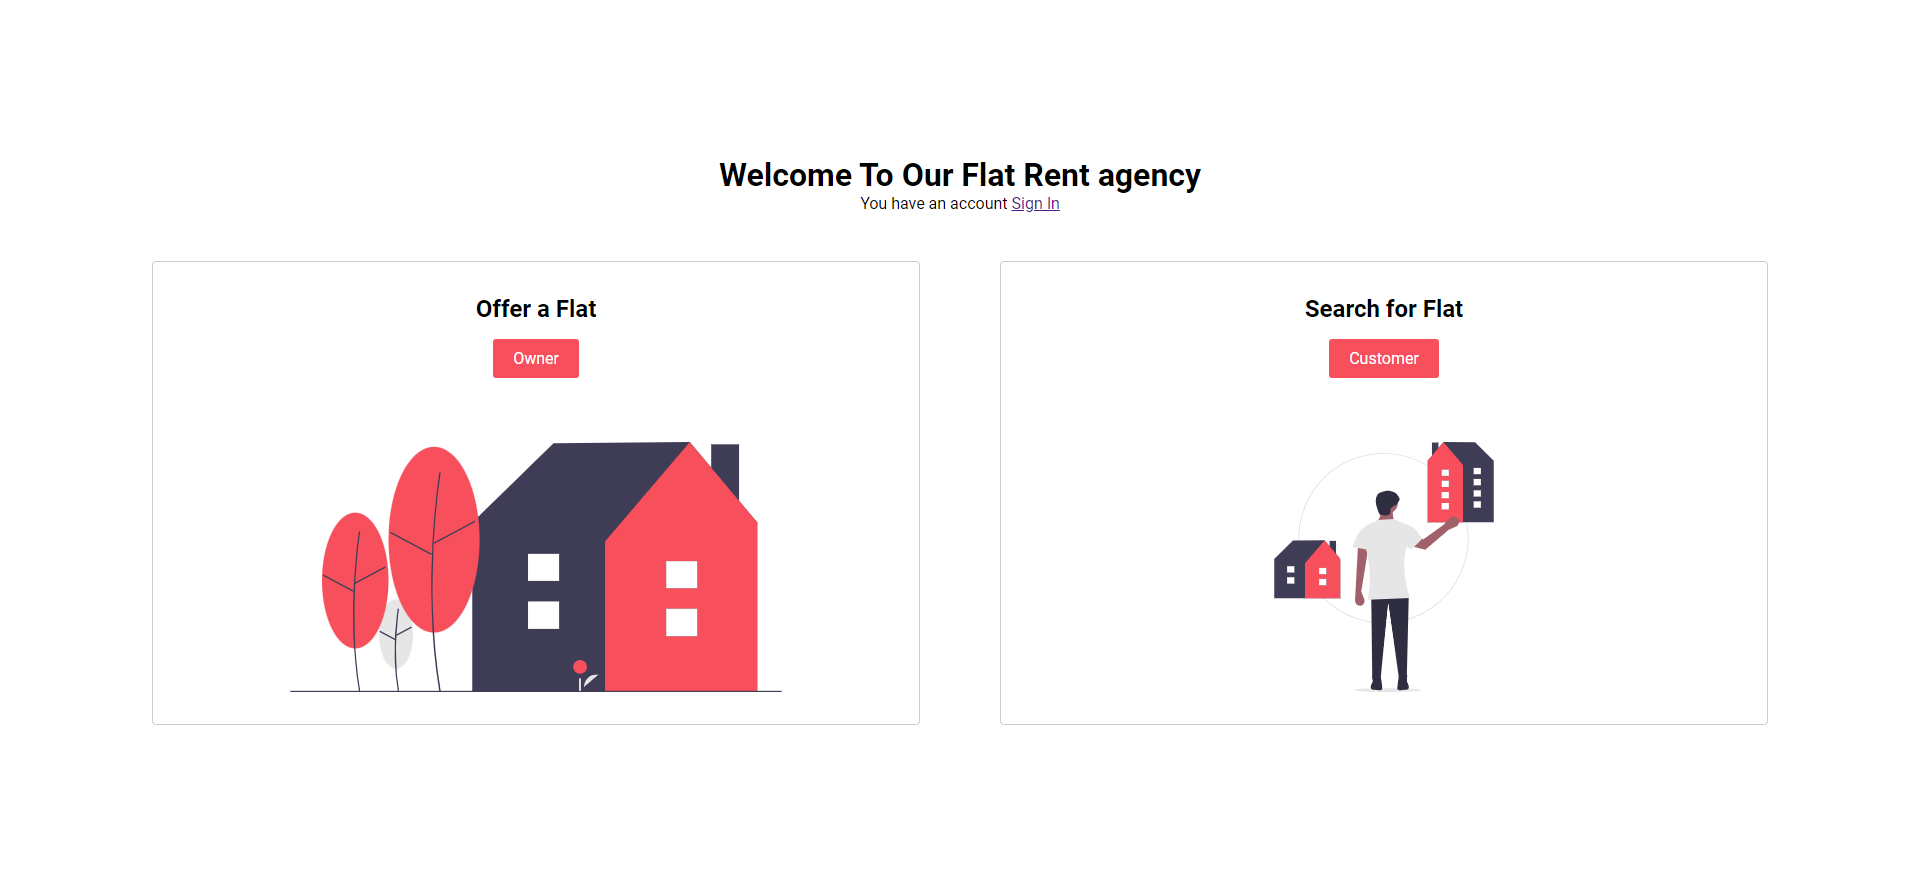 Welcome To Our Flat Rent agency
You have an account Sign In
Offer a Flat
Owner
Search for Flat
Customer